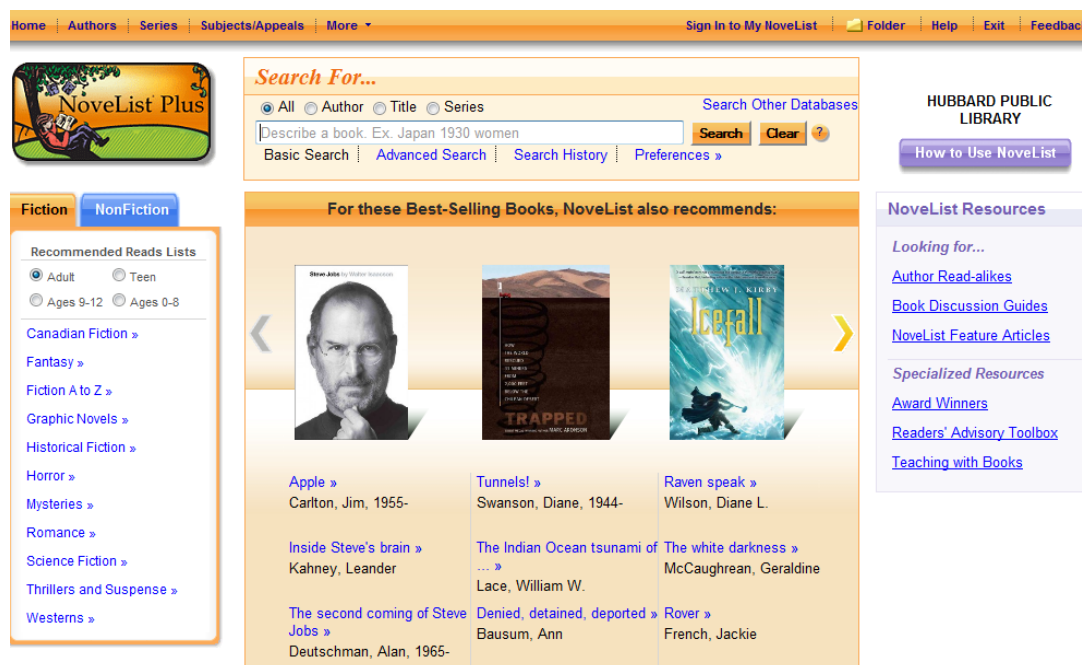 Home Authors Series Subjects/Appeals More Sign In to My NoveList Folder Help Exit Feedbac
NoveList Plus
Search For...
All Author Title Series Search Other Databases
Describe a book. Ex. Japan 1930 women Search Clear ?
Basic Search Advanced Search Search History Preferences »
HUBBARD PUBLIC
LIBRARY
How to Use NoveList
Fiction NonFiction
Recommended Reads Lists
Adult Teen
Ages 9-12 Ages 0-8
Canadian Fiction »
Fantasy »
Fiction A to Z »
Graphic Novels »
Historical Fiction »
Horror »
Mysteries »
Romance »
Science Fiction »
Thrillers and Suspense »
Westerns »
For these Best-Selling Books, NoveList also recommends:
Steve Jobs by Walter Isaacson
TRAPPED
MARC ARONSON
MATTHEW J. KIRBY
Icefall
Apple »
Carlton, Jim, 1955-
Inside Steve's brain »
Kahney, Leander
The second coming of Steve
Jobs »
Deutschman, Alan, 1965-
Tunnels! »
Swanson, Diane, 1944-
The Indian Ocean tsunami of
... »
Lace, William W.
Denied, detained, deported »
Bausum, Ann
Raven speak »
Wilson, Diane L.
The white darkness »
McCaughrean, Geraldine
Rover »
French, Jackie
NoveList Resources
Looking for...
Author Read-alikes
Book Discussion Guides
NoveList Feature Articles
Specialized Resources
Award Winners
Readers' Advisory Toolbox
Teaching with Books